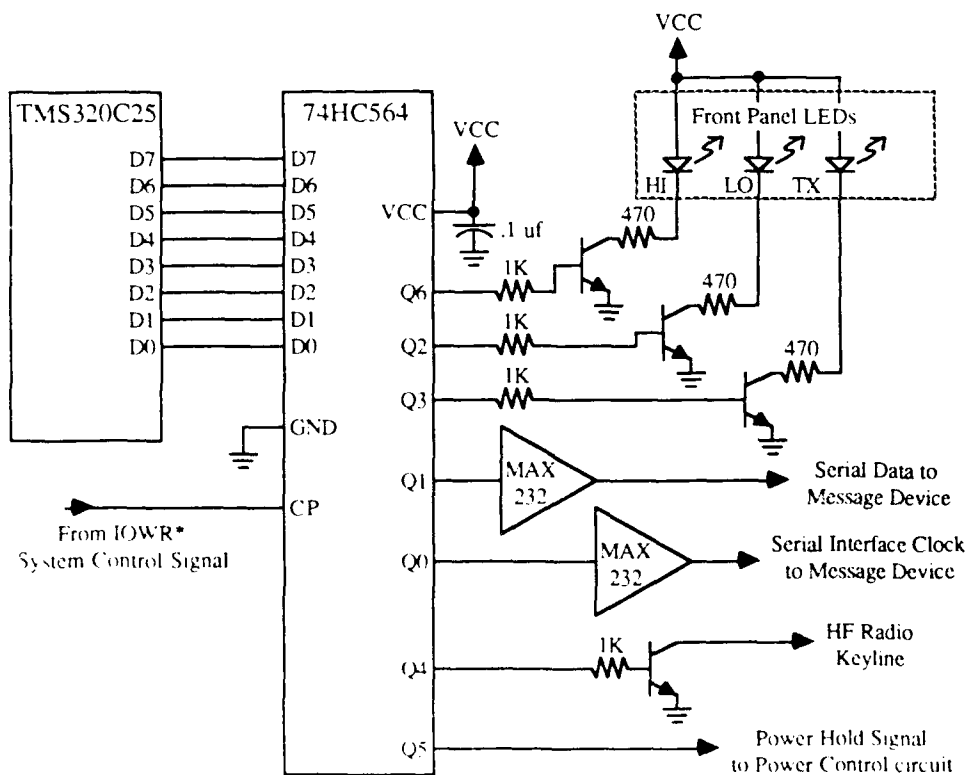 VCC
TMS320C25
74HC564
Front Panel LEDs
VCC
HI
LO
TX
D7
D6
D5
D4
D3
D2
D1
D0
D7
D6
D5
D4
D3
D2
D1
D0
VCC
.1 uf
470
1K
Q6
470
1K
Q2
470
1K
Q3
GND
Q1
MAX
232
Serial Data to
Message Device
CP
From IOWR*
System Control Signal
Q0
MAX
232
Serial Interface Clock
to Message Device
1K
Q4
HF Radio
Keyline
Q5
Power Hold Signal
to Power Control circuit